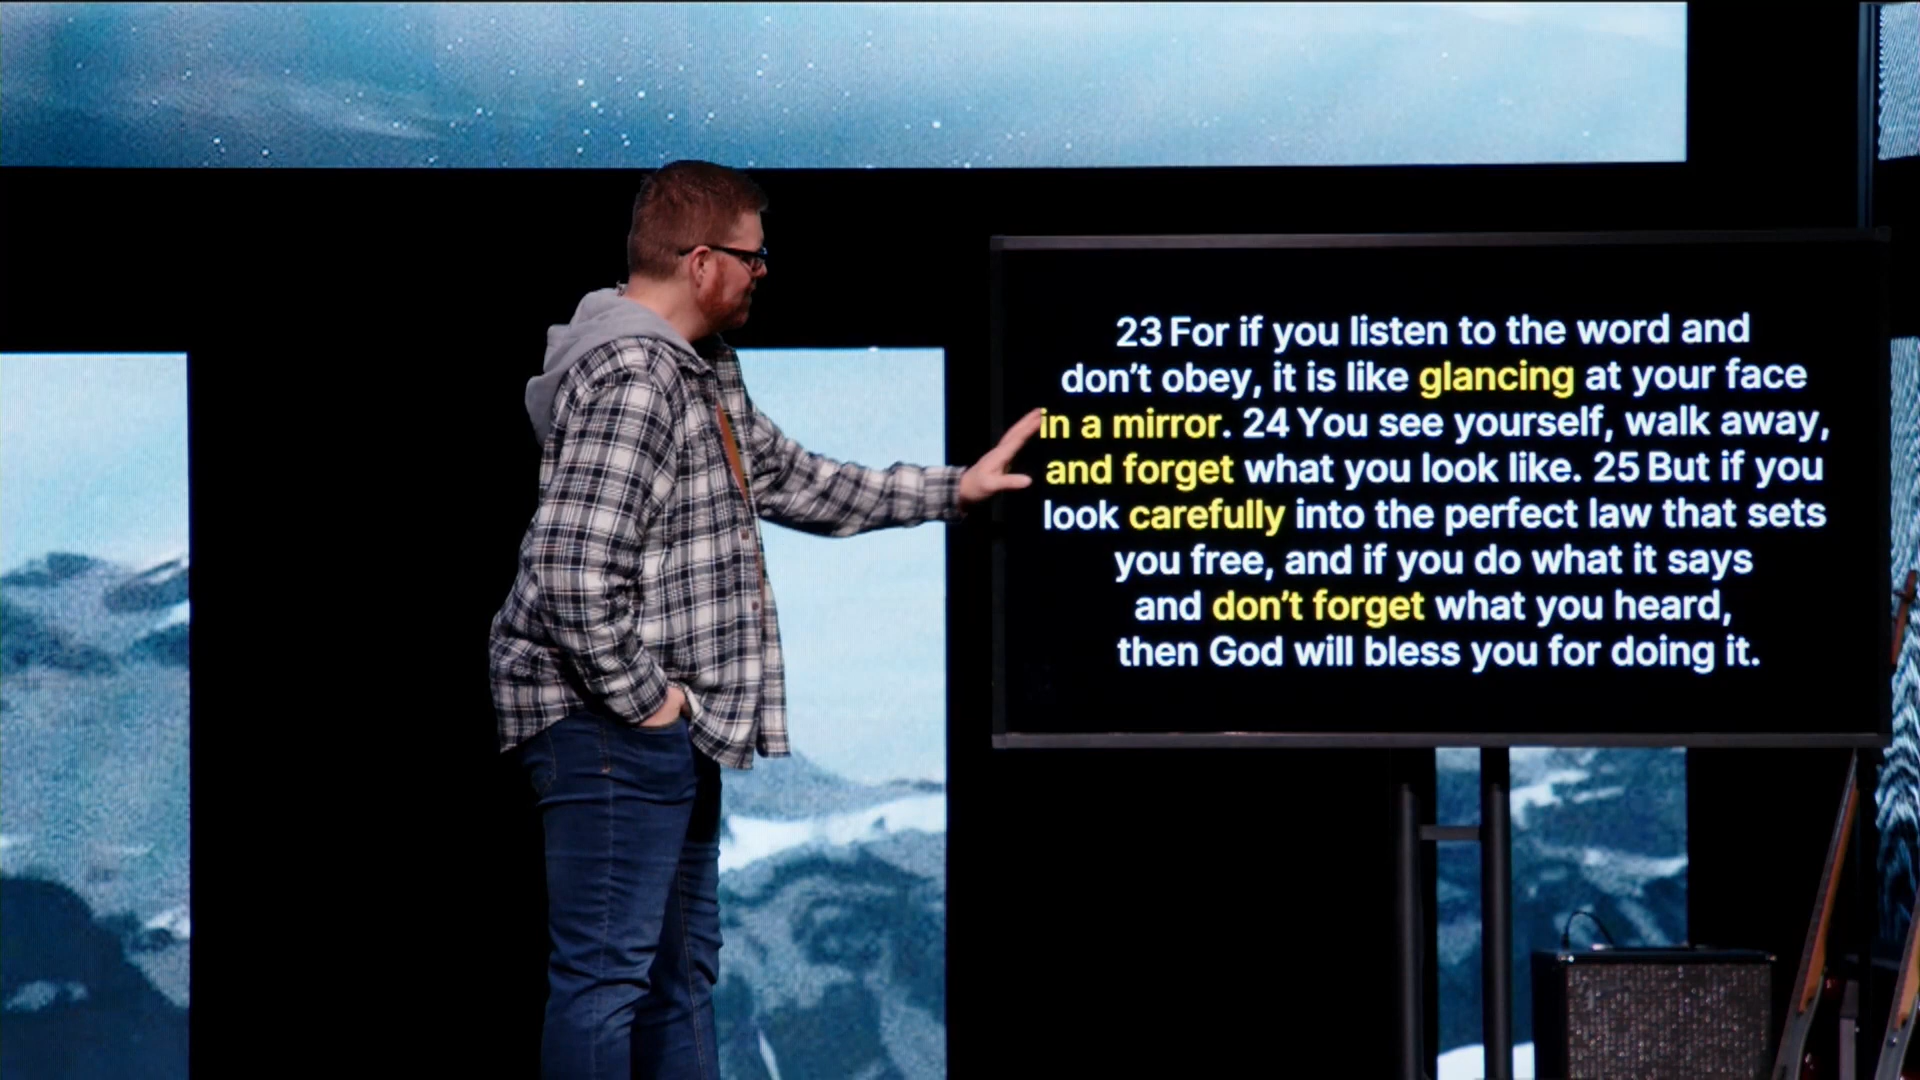 23 For if you listen to the word and
don’t obey, it is like glancing at your face
in a mirror. 24 You see yourself, walk away,
and forget what you look like. 25 But if you
look carefully into the perfect law that sets
you free, and if you do what it says
and don’t forget what you heard,
then God will bless you for doing it.